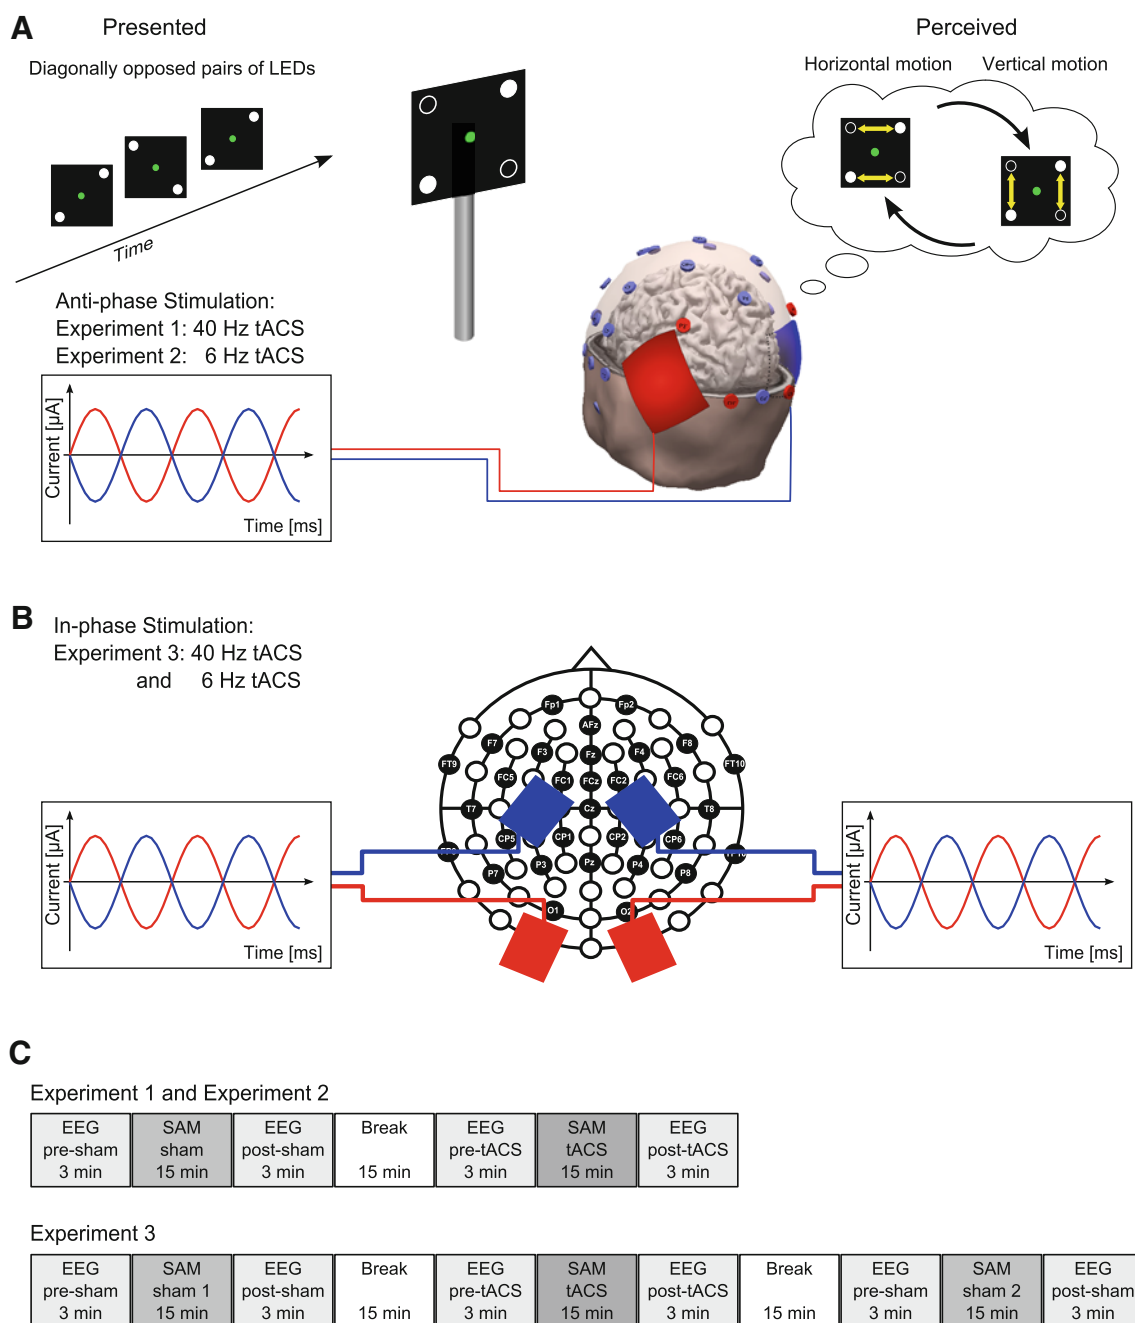 A
Presented
Perceived
Diagonally opposed pairs of LEDs
Horizontal motion
Vertical motion
Time
Anti-phase Stimulation:
Experiment 1: 40 Hz tACS
Experiment 2: 6 Hz tACS
Current [µA]
Time [ms]
B
In-phase Stimulation:
Experiment 3: 40 Hz tACS
and 6 Hz tACS
Fp1
Fp2
AFz
F7
F3
Fz
F4
F8
FT9
FC5
FC1
FCz
FC2
FC6
FT10
T7
Cz
T8
CP5
CP1
CP2
CP6
P7
P3
Pz
P4
P8
O1
O2
Current [µA]
Time [ms]
Current [µA]
Time [ms]
C
Experiment 1 and Experiment 2
EEG
pre-sham
3 min
SAM
sham
15 min
EEG
post-sham
3 min
Break
15 min
EEG
pre-tACS
3 min
SAM
tACS
15 min
EEG
post-tACS
3 min
Experiment 3
EEG
pre-sham
3 min
SAM
sham 1
15 min
EEG
post-sham
3 min
Break
15 min
EEG
pre-tACS
3 min
SAM
tACS
15 min
EEG
post-tACS
3 min
Break
15 min
EEG
pre-sham
3 min
SAM
sham 2
15 min
EEG
post-sham
3 min